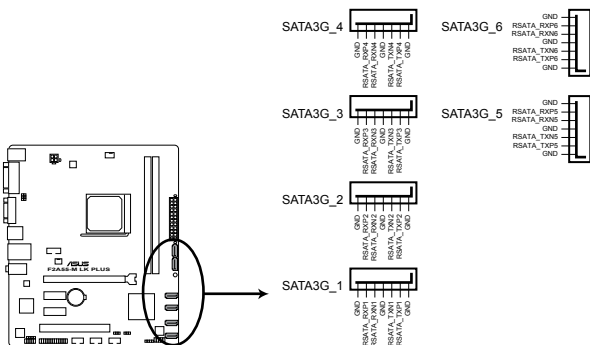 SATA3G_4
GND
RSATA_RXP4
RSATA_RXN4
GND
RSATA_TXN4
RSATA_TXP4
GND
SATA3G_6
GND
RSATA_RXP6
RSATA_RXN6
GND
RSATA_TXN6
RSATA_TXP6
GND
SATA3G_3
GND
RSATA_RXP3
RSATA_RXN3
GND
RSATA_TXN3
RSATA_TXP3
GND
SATA3G_5
GND
RSATA_RXP5
RSATA_RXN5
GND
RSATA_TXN5
RSATA_TXP5
GND
SATA3G_2
GND
RSATA_RXP2
RSATA_RXN2
GND
RSATA_TXN2
RSATA_TXP2
GND
ASUS
F2A55-M LK PLUS
SATA3G_1
GND
RSATA_RXP1
RSATA_RXN1
GND
RSATA_TXN1
RSATA_TXP1
GND